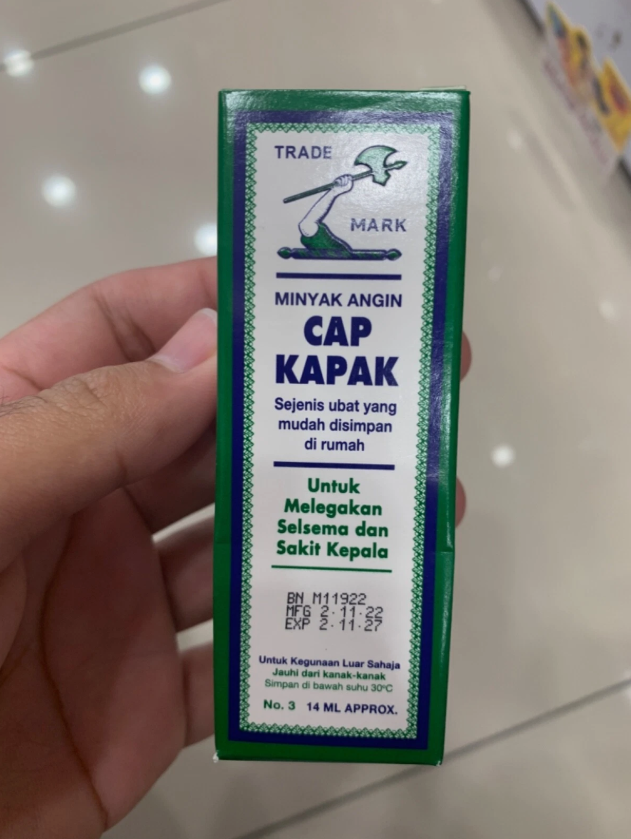 TRADE
MARK
MINYAK ANGIN
CAP
KAPAK
Sejenis ubat yang
mudah disimpan
di rumah
Untuk
Melegakan
Selsema dan
Sakit Kepala
BN M11922
MFG 2·11·22
EXP 2·11·27
Untuk Kegunaan Luar Sahaja
Jauhi dari kanak-kanak
Simpan di bawah suhu 30ºC
No. 3 14 ML APPROX.